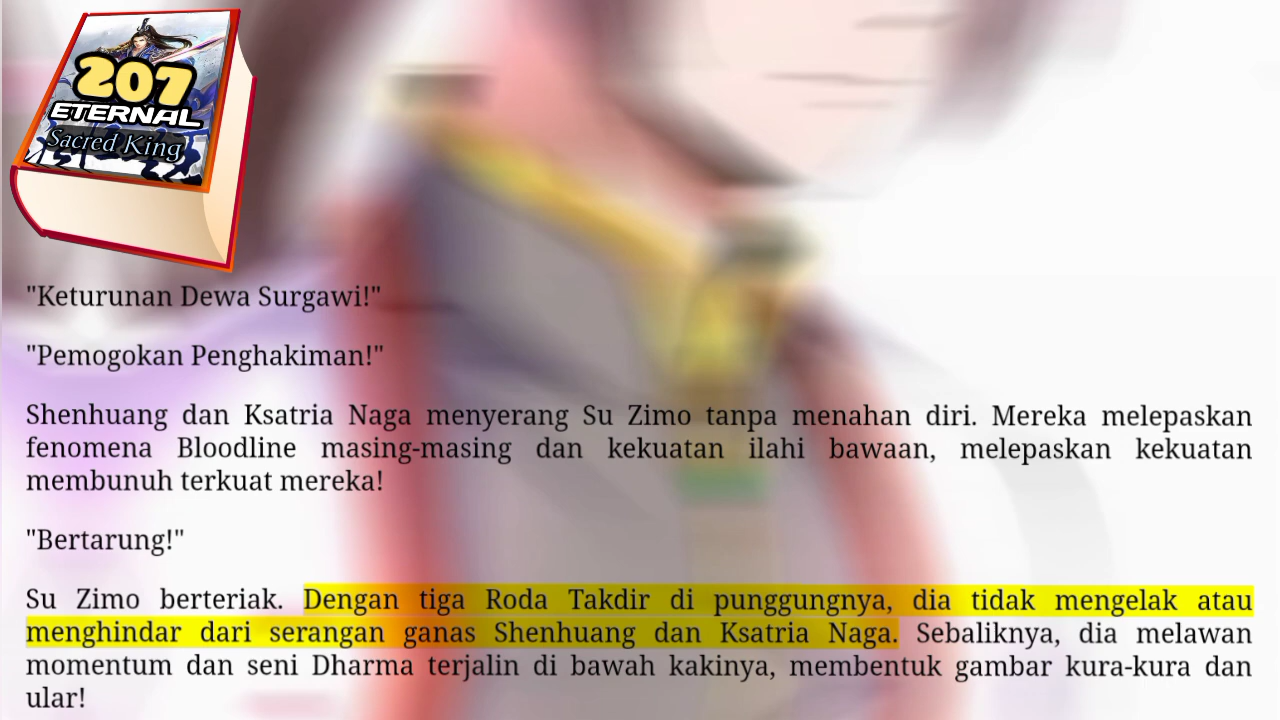 207
ETERNAL
Sacred King
"Keturunan Dewa Surgawi!"
"Pemogokan Penghakiman!"
Shenhuang dan Ksatria Naga menyerang Su Zimo tanpa menahan diri. Mereka melepaskan
fenomena Bloodline masing-masing dan kekuatan ilahi bawaan, melepaskan kekuatan
membunuh terkuat mereka!
"Bertarung!"
Su Zimo berteriak. Dengan tiga Roda Takdir di punggungnya, dia tidak mengelak atau
menghindar dari serangan ganas Shenhuang dan Ksatria Naga. Sebaliknya, dia melawan
momentum dan seni Dharma terjalin di bawah kakinya, membentuk gambar kura-kura dan
ular!